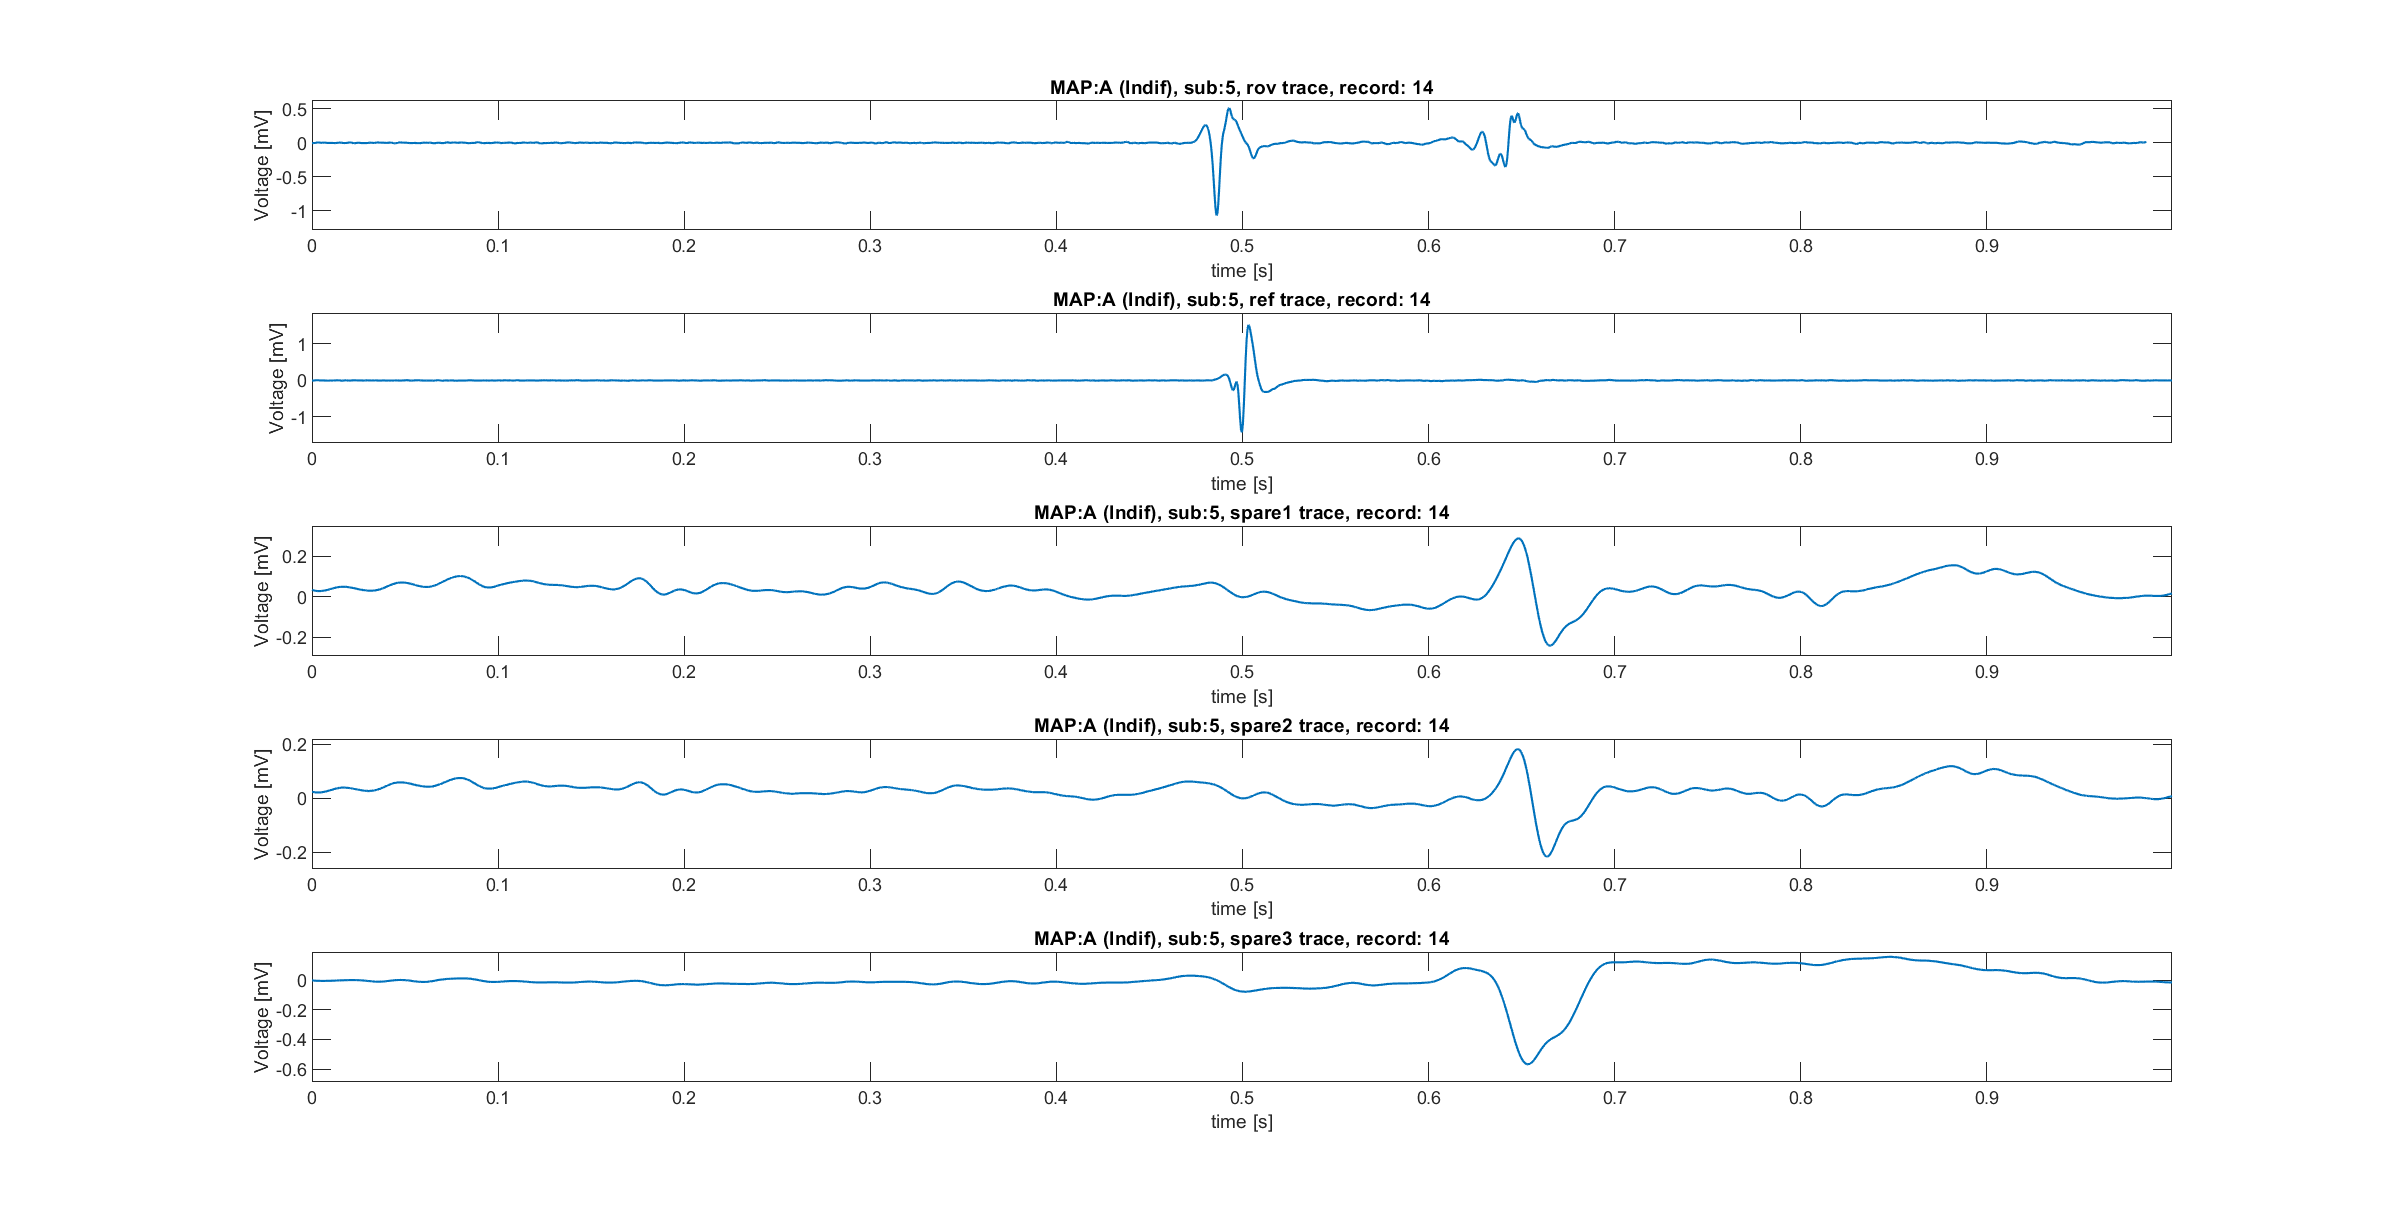 MAP:A (Indif), sub:5, rov trace, record: 14
Voltage [mV]
0.5
0
-0.5
-1
0 0.1 0.2 0.3 0.4 0.5 0.6 0.7 0.8 0.9
time [s]
MAP:A (Indif), sub:5, ref trace, record: 14
Voltage [mV]
1
0
-1
0 0.1 0.2 0.3 0.4 0.5 0.6 0.7 0.8 0.9
time [s]
MAP:A (Indif), sub:5, spare1 trace, record: 14
Voltage [mV]
0.2
0
-0.2
0 0.1 0.2 0.3 0.4 0.5 0.6 0.7 0.8 0.9
time [s]
MAP:A (Indif), sub:5, spare2 trace, record: 14
Voltage [mV]
0.2
0
-0.2
0 0.1 0.2 0.3 0.4 0.5 0.6 0.7 0.8 0.9
time [s]
MAP:A (Indif), sub:5, spare3 trace, record: 14
Voltage [mV]
0
-0.2
-0.4
-0.6
0 0.1 0.2 0.3 0.4 0.5 0.6 0.7 0.8 0.9
time [s]